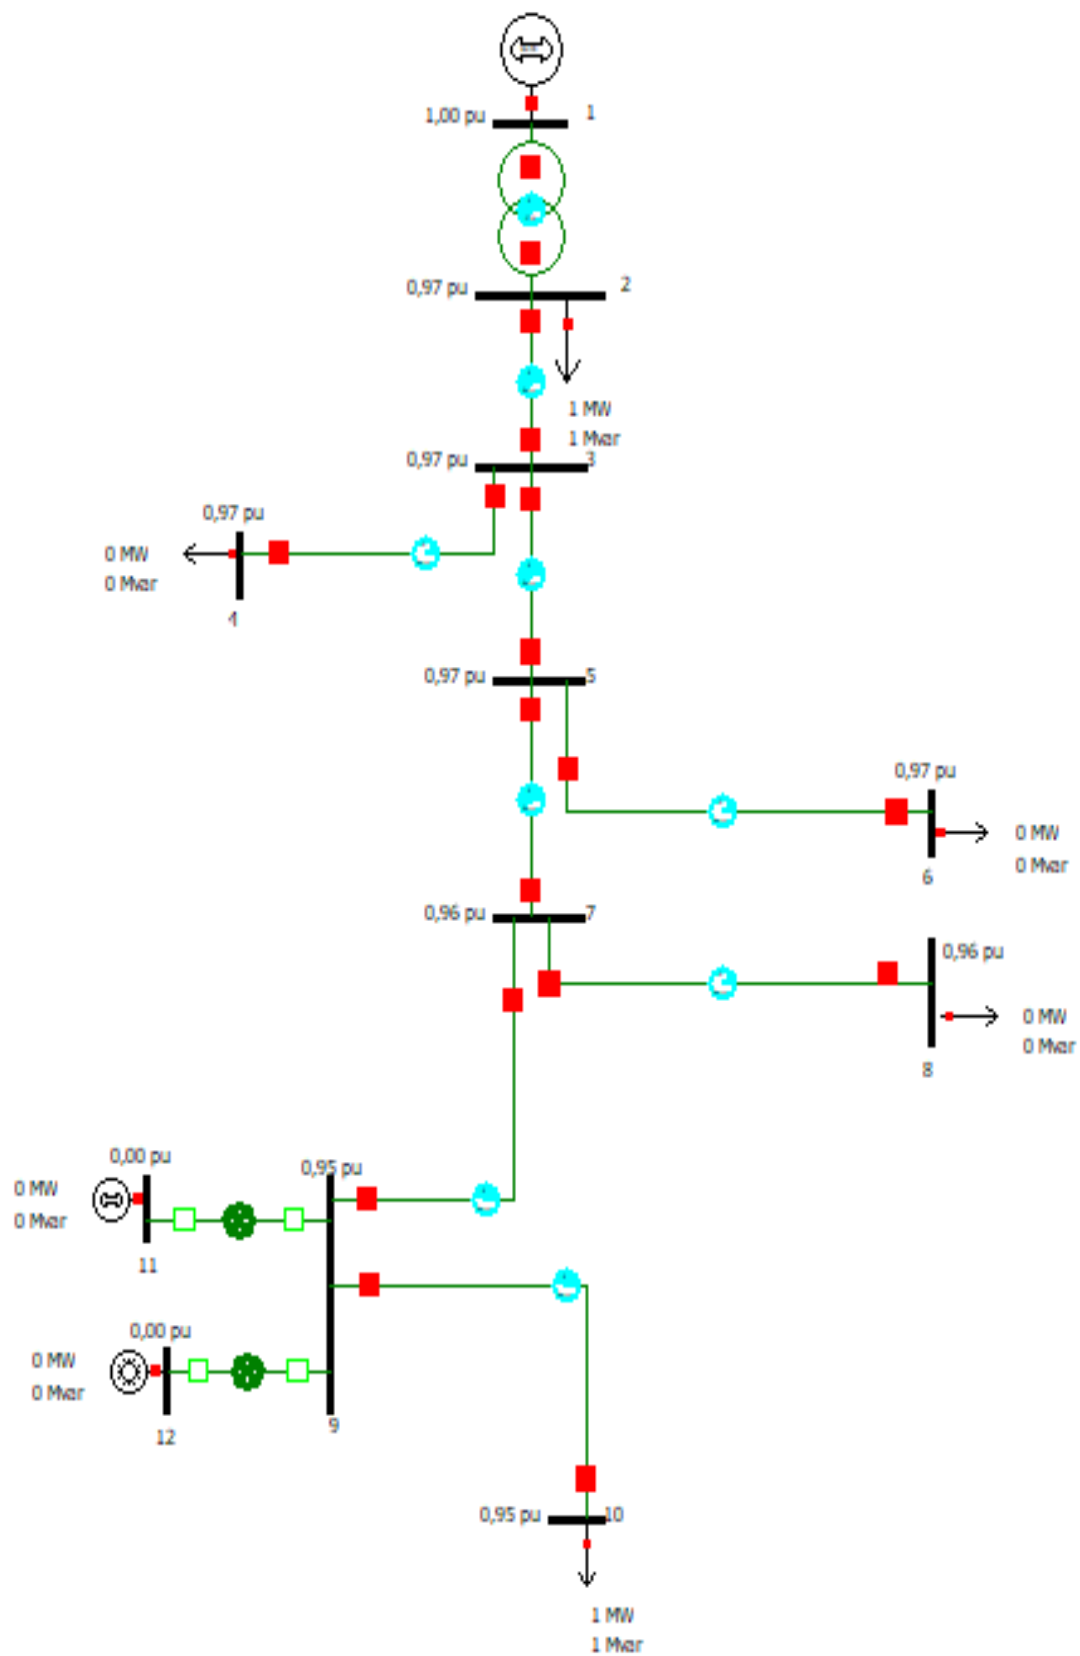 1,00 pu 1
0,97 pu 2
1 MW
1 Mvar
0,97 pu 3
0,97 pu
0 MW
0 Mvar
4
0,97 pu 5
0,97 pu
0 MW
0 Mvar
6
0,96 pu 7
0,96 pu
0 MW
0 Mvar
8
0,00 pu
0,95 pu
0 MW
0 Mvar
11
0,00 pu
0 MW
0 Mvar
12
9
0,95 pu 10
1 MW
1 Mvar